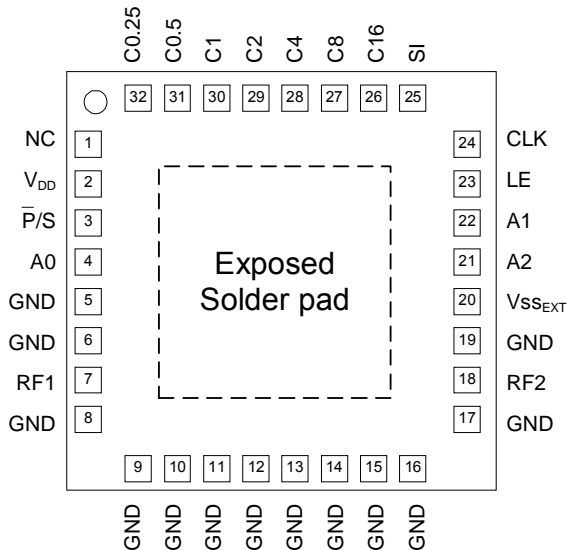 C0.25 C0.5 C1 C2 C4 C8 C16 SI
32 31 30 29 28 27 26 25
NC 1 24 CLK
VDD 2 23 LE
P̅/S 3 22 A1
A0 4 21 A2
GND 5 20 VssEXT
GND 6 19 GND
RF1 7 18 RF2
GND 8 17 GND
Exposed
Solder pad
9 10 11 12 13 14 15 16
GND GND GND GND GND GND GND GND